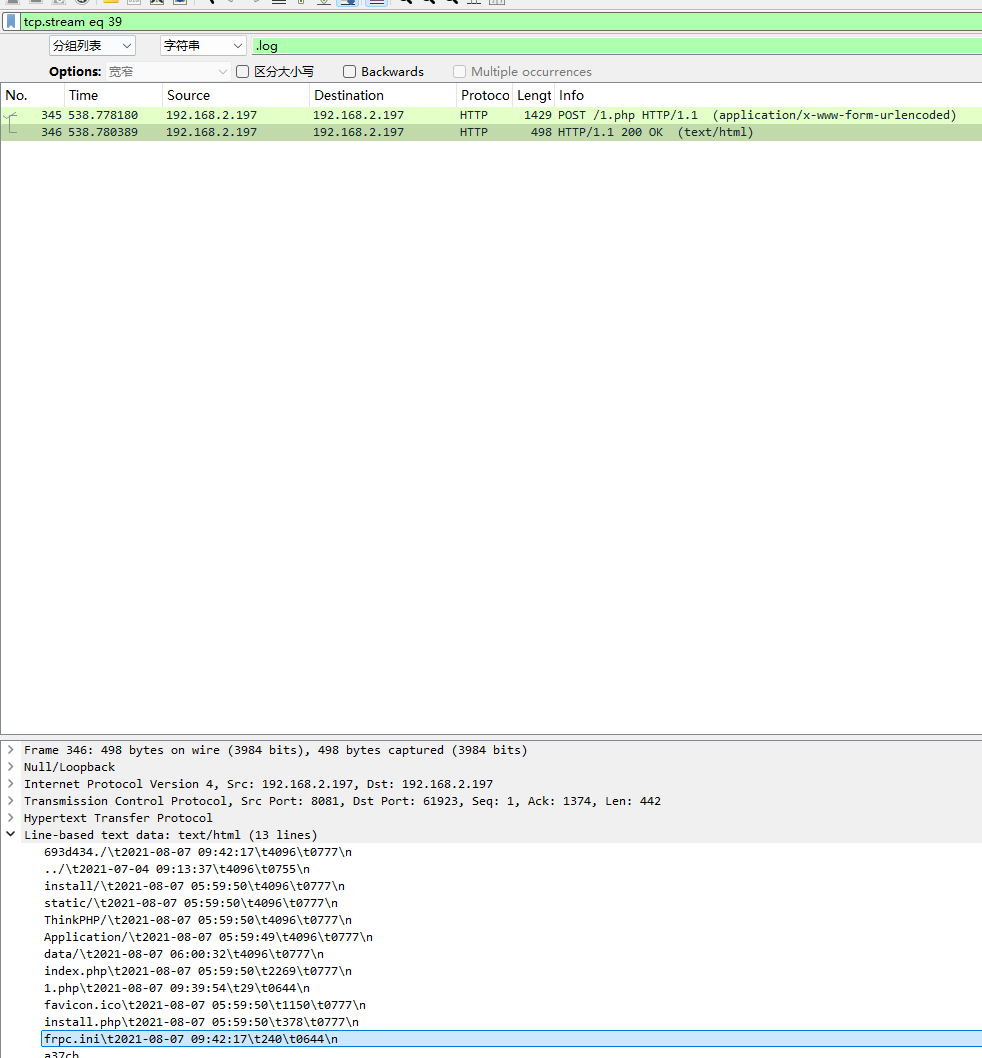 tcp.stream eq 39
分组列表 字符串 .log
Options: 宽窄 区分大小写 Backwards Multiple occurrences
No. Time Source Destination Protoco Lengt Info
345 538.778180 192.168.2.197 192.168.2.197 HTTP 1429 POST /1.php HTTP/1.1 (application/x-www-form-urlencoded)
346 538.780389 192.168.2.197 192.168.2.197 HTTP 498 HTTP/1.1 200 OK (text/html)
Frame 346: 498 bytes on wire (3984 bits), 498 bytes captured (3984 bits)
Null/Loopback
Internet Protocol Version 4, Src: 192.168.2.197, Dst: 192.168.2.197
Transmission Control Protocol, Src Port: 8081, Dst Port: 61923, Seq: 1, Ack: 1374, Len: 442
Hypertext Transfer Protocol
Line-based text data: text/html (13 lines)
693d434./\t2021-08-07 09:42:17\t4096\t0777\n
../\t2021-07-04 09:13:37\t4096\t0755\n
install/\t2021-08-07 05:59:50\t4096\t0777\n
static/\t2021-08-07 05:59:50\t4096\t0777\n
ThinkPHP/\t2021-08-07 05:59:50\t4096\t0777\n
Application/\t2021-08-07 05:59:49\t4096\t0777\n
data/\t2021-08-07 06:00:32\t4096\t0777\n
index.php\t2021-08-07 05:59:50\t2269\t0777\n
1.php\t2021-08-07 09:39:54\t29\t0644\n
favicon.ico\t2021-08-07 05:59:50\t1150\t0777\n
install.php\t2021-08-07 05:59:50\t378\t0777\n
frpc.ini\t2021-08-07 09:42:17\t240\t0644\n
a37cb